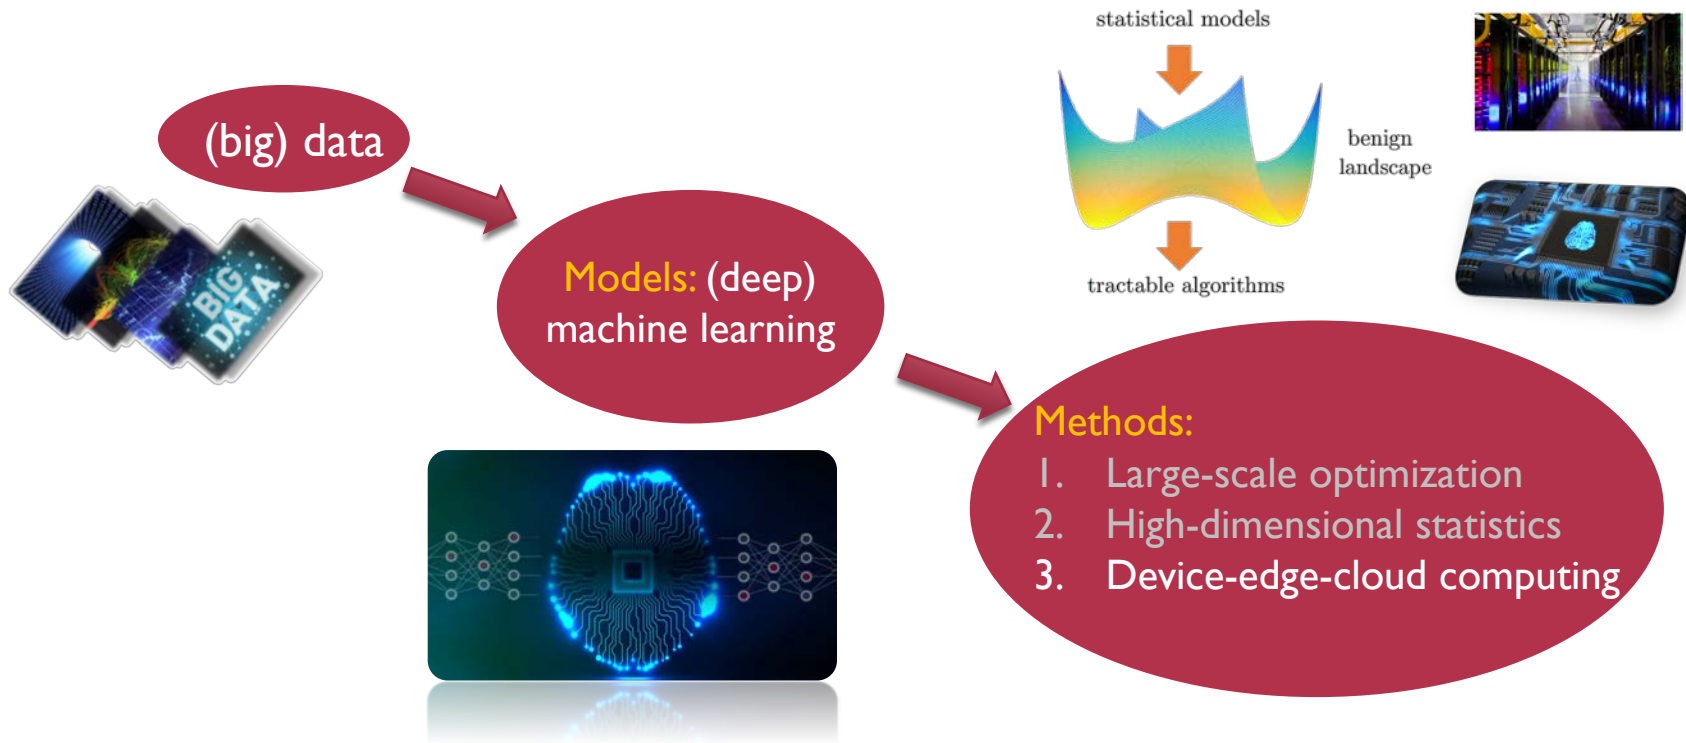 statistical models
(big) data
benign
landscape
BIG
DATA
Models: (deep)
machine learning
tractable algorithms
Methods:
1. Large-scale optimization
2. High-dimensional statistics
3. Device-edge-cloud computing